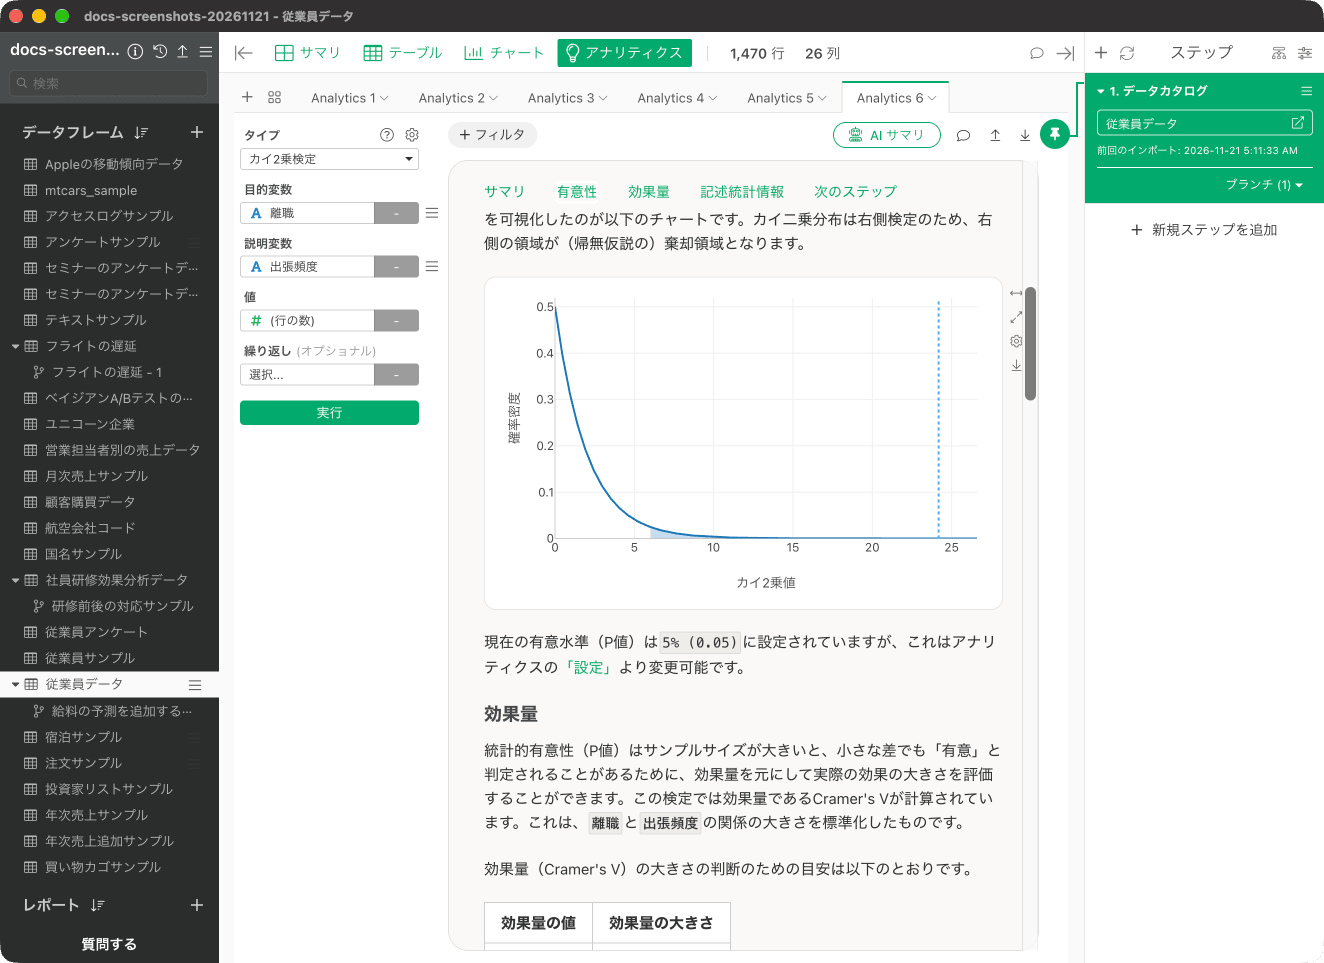 docs-screenshots-20261121 - 従業員データ
docs-screen...
検索
データフレーム
Appleの移動傾向データ
mtcars_sample
アクセスログサンプル
アンケートサンプル
セミナーのアンケートデ…
セミナーのアンケートデ…
テキストサンプル
フライトの遅延
フライトの遅延 - 1
ベイジアンA/Bテストの…
ユニコーン企業
営業担当者別の売上データ
月次売上サンプル
顧客購買データ
航空会社コード
国名サンプル
社員研修効果分析データ
研修前後の対応サンプル
従業員アンケート
従業員サンプル
従業員データ
給料の予測を追加する…
宿泊サンプル
注文サンプル
投資家リストサンプル
年次売上サンプル
年次売上追加サンプル
買い物カゴサンプル
レポート
質問する
サマリ
テーブル
チャート
アナリティクス
1,470 行
26 列
Analytics 1
Analytics 2
Analytics 3
Analytics 4
Analytics 5
Analytics 6
タイプ
カイ2乗検定
目的変数
A 離職 -
説明変数
A 出張頻度 -
値
# (行の数) -
繰り返し (オプショナル)
選択... -
実行
+ フィルタ
AI サマリ
サマリ 有意性 効果量 記述統計情報 次のステップ
を可視化したのが以下のチャートです。カイ二乗分布は右側検定のため、右
側の領域が（帰無仮説の）棄却領域となります。
確率密度
0.5
0.4
0.3
0.2
0.1
0
0 5 10 15 20 25
カイ2乗値
現在の有意水準（P値）は 5% (0.05) に設定されていますが、これはアナリ
ティクスの「設定」より変更可能です。
効果量
統計的有意性（P値）はサンプルサイズが大きいと、小さな差でも「有意」と
判定されることがあるために、効果量を元にして実際の効果の大きさを評価
することができます。この検定では効果量であるCramer's Vが計算されてい
ます。これは、 離職 と 出張頻度 の関係の大きさを標準化したものです。
効果量（Cramer's V）の大きさの判断のための目安は以下のとおりです。
効果量の値 効果量の大きさ
ステップ
1. データカタログ
従業員データ
前回のインポート: 2026-11-21 5:11:33 AM
ブランチ (1)
+ 新規ステップを追加